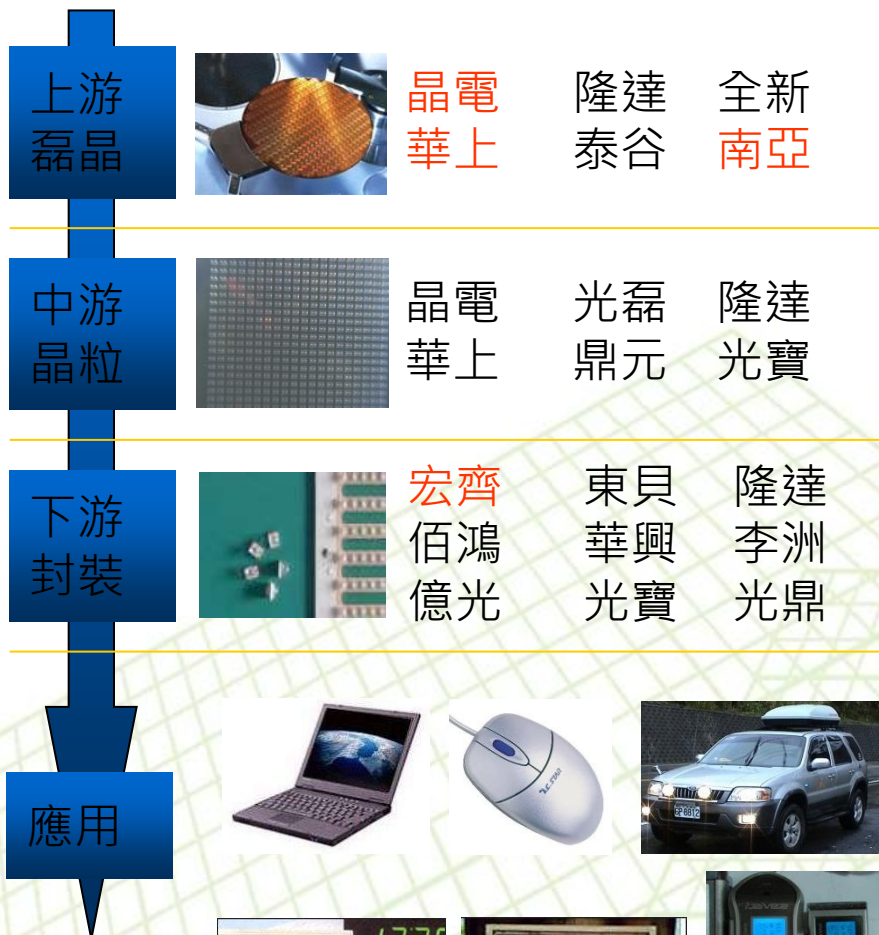 上游
磊晶
晶電 隆達 全新
華上 泰谷 南亞
中游
晶粒
晶電 光磊 隆達
華上 鼎元 光寶
下游
封裝
宏齊 東貝 隆達
佰鴻 華興 李洲
億光 光寶 光鼎
應用